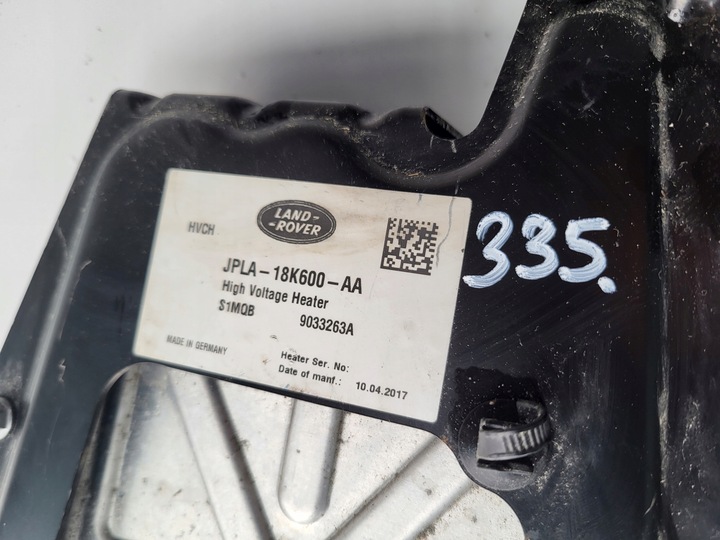 HVCH
LAND-
-ROVER
JPLA-18K600-AA
High Voltage Heater
S1MQB 9033263A
MADE IN GERMANY
Heater Ser. No:
Date of manf.: 10.04.2017
335.